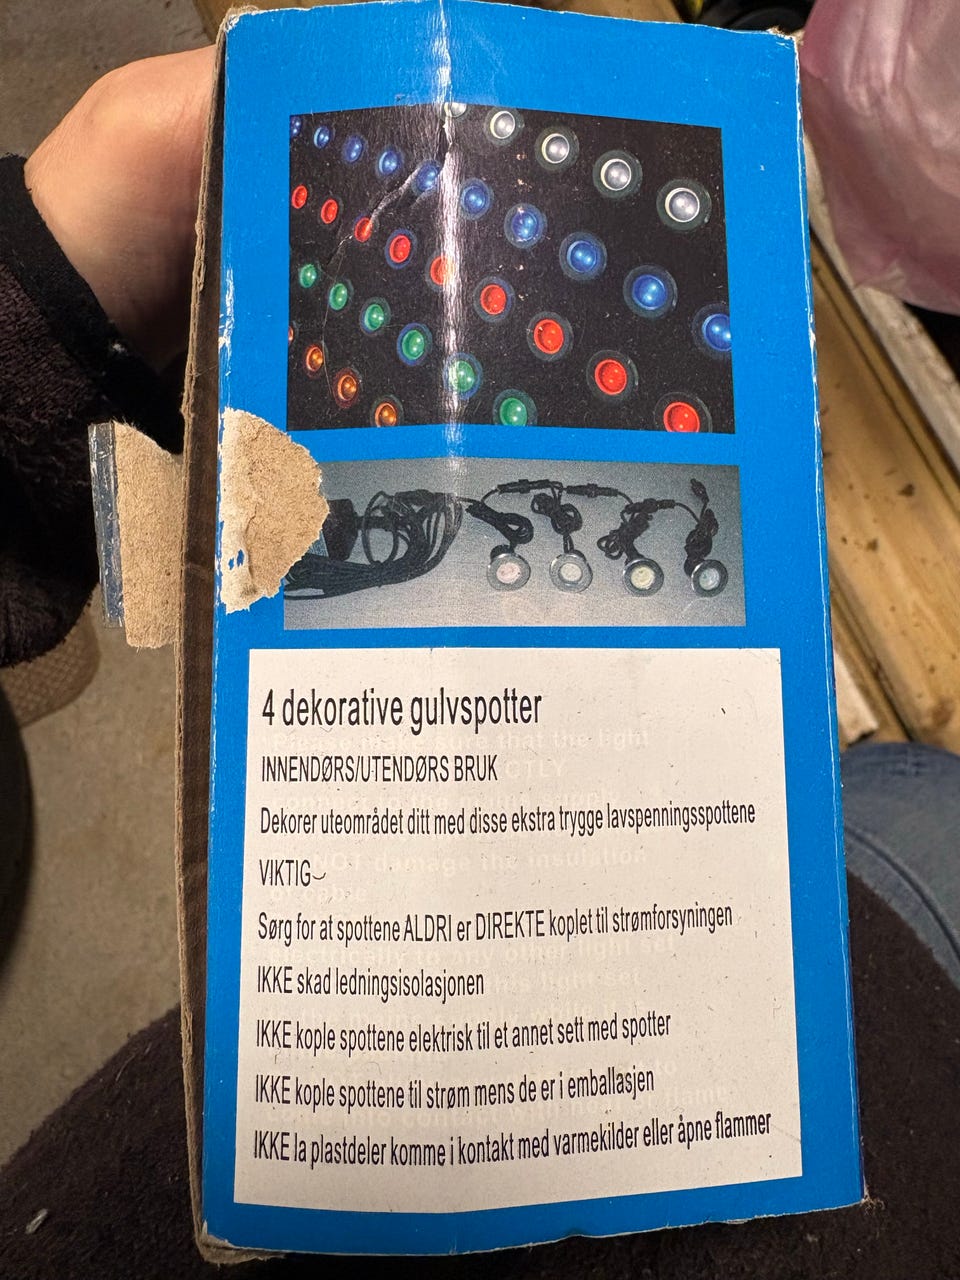 4 dekorative gulvspotter
INNENDØRS/UTENDØRS BRUK
Dekorer uteområdet ditt med disse ekstra trygge lavspenningsspottene
VIKTIG
Sørg for at spottene ALDRI er DIREKTE koplet til strømforsyningen
IKKE skad ledningsisolasjonen
IKKE kople spottene elektrisk til et annet sett med spotter
IKKE kople spottene til strøm mens de er i emballasjen
IKKE la plastdeler komme i kontakt med varmekilder eller åpne flammer